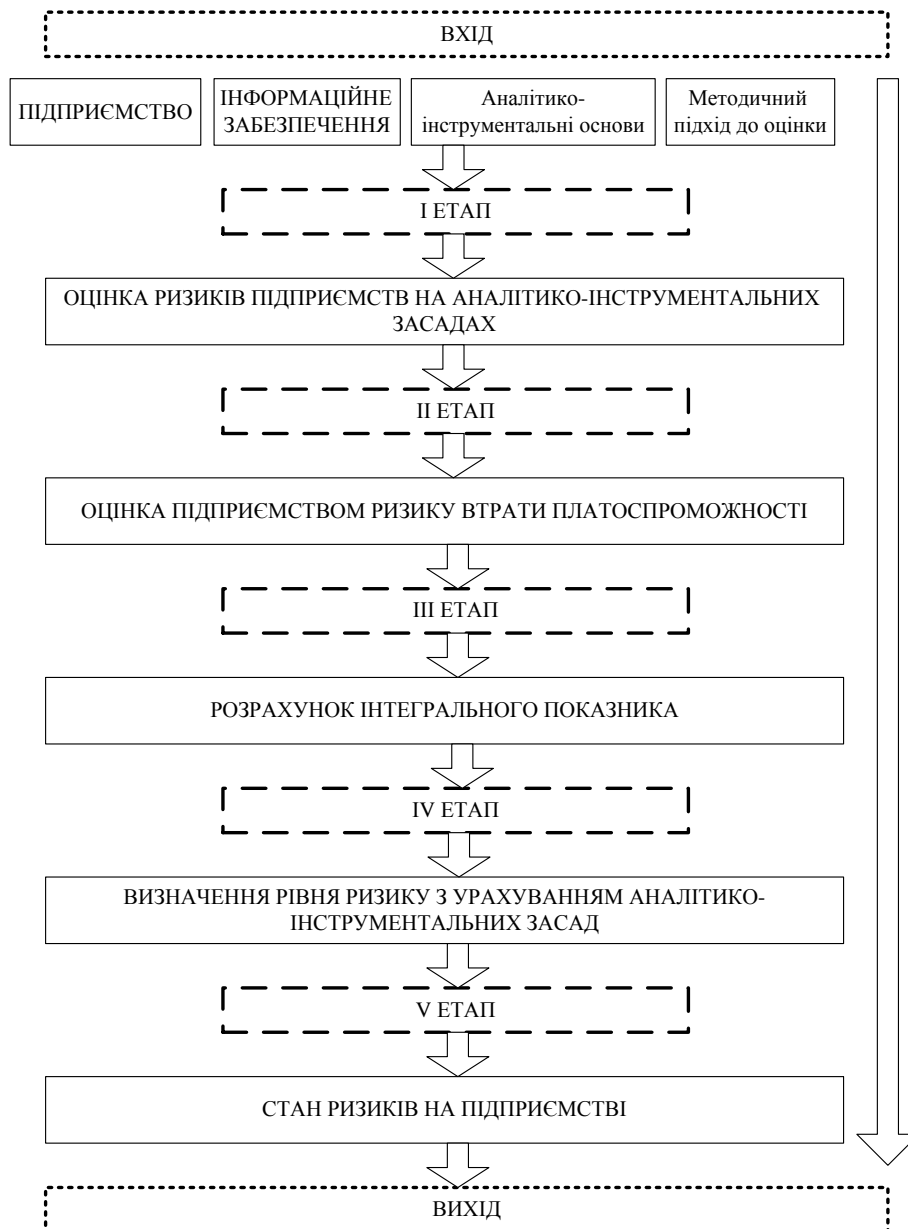 ВХІД
ПІДПРИЄМСТВО
ІНФОРМАЦІЙНЕ
ЗАБЕЗПЕЧЕННЯ
Аналітико-
інструментальні основи
Методичний
підхід до оцінки
І ЕТАП
ОЦІНКА РИЗИКІВ ПІДПРИЄМСТВ НА АНАЛІТИКО-ІНСТРУМЕНТАЛЬНИХ
ЗАСАДАХ
ІІ ЕТАП
ОЦІНКА ПІДПРИЄМСТВОМ РИЗИКУ ВТРАТИ ПЛАТОСПРОМОЖНОСТІ
ІІІ ЕТАП
РОЗРАХУНОК ІНТЕГРАЛЬНОГО ПОКАЗНИКА
IV ЕТАП
ВИЗНАЧЕННЯ РІВНЯ РИЗИКУ З УРАХУВАННЯМ АНАЛІТИКО-
ІНСТРУМЕНТАЛЬНИХ ЗАСАД
V ЕТАП
СТАН РИЗИКІВ НА ПІДПРИЄМСТВІ
ВИХІД